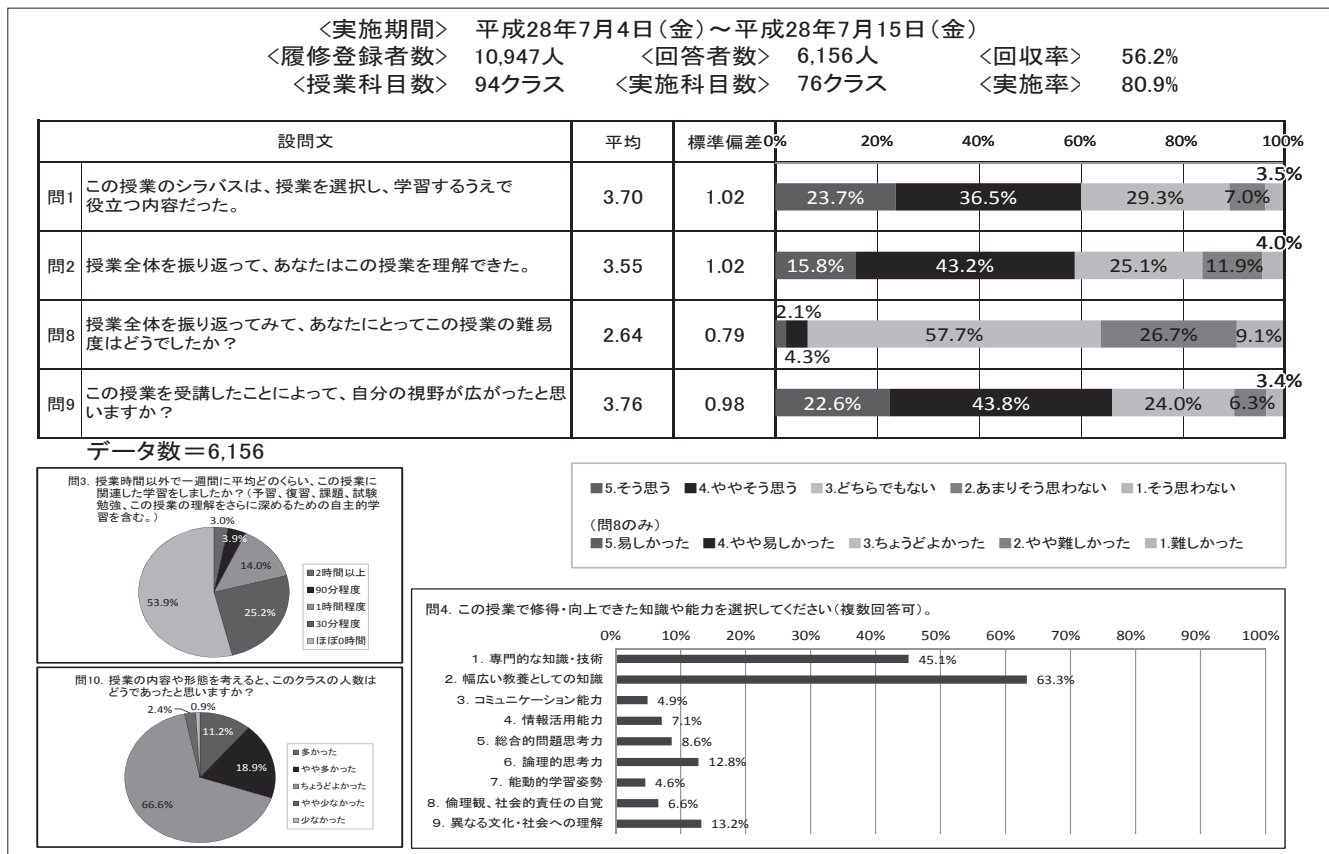 <実施期間> 平成28年7月4日(金)～平成28年7月15日(金)
<履修登録者数> 10,947人 <回答者数> 6,156人 <回収率> 56.2%
<授業科目数> 94クラス <実施科目数> 76クラス <実施率> 80.9%
設問文 平均 標準偏差 0% 20% 40% 60% 80% 100%
問1 この授業のシラバスは、授業を選択し、学習するうえで
役立つ内容だった。
3.70 1.02 23.7% 36.5% 29.3% 7.0% 3.5%
問2 授業全体を振り返って、あなたはこの授業を理解できた。 3.55 1.02 15.8% 43.2% 25.1% 11.9% 4.0%
問8 授業全体を振り返ってみて、あなたにとってこの授業の難易
度はどうでしたか？
2.64 0.79 2.1% 4.3% 57.7% 26.7% 9.1%
問9 この授業を受講したことによって、自分の視野が広がったと思
いますか？
3.76 0.98 22.6% 43.8% 24.0% 6.3% 3.4%
データ数＝6,156
■5.そう思う ■4.ややそう思う ■3.どちらでもない ■2.あまりそう思わない ■1.そう思わない
(問8のみ)
■5.易しかった ■4.やや易しかった ■3.ちょうどよかった ■2.やや難しかった ■1.難しかった
問3. 授業時間以外で一週間に平均どのくらい、この授業に
関連した学習をしましたか？(予習、復習、課題、試験
勉強、この授業の理解をさらに深めるための自主的学
習を含む。)
3.0%
3.9%
14.0%
25.2%
53.9%
■2時間以上
■90分程度
■1時間程度
■30分程度
■ほぼ0時間
問10. 授業の内容や形態を考えると、このクラスの人数は
どうであったと思いますか？
2.4% 0.9%
11.2%
18.9%
66.6%
■多かった
■やや多かった
■ちょうどよかった
■やや少なかった
■少なかった
問4. この授業で修得・向上できた知識や能力を選択してください(複数回答可)。
0% 10% 20% 30% 40% 50% 60% 70% 80% 90% 100%
1. 専門的な知識・技術 45.1%
2. 幅広い教養としての知識 63.3%
3. コミュニケーション能力 4.9%
4. 情報活用能力 7.1%
5. 総合的問題思考力 8.6%
6. 論理的思考力 12.8%
7. 能動的学習姿勢 4.6%
8. 倫理観、社会的責任の自覚 6.6%
9. 異なる文化・社会への理解 13.2%